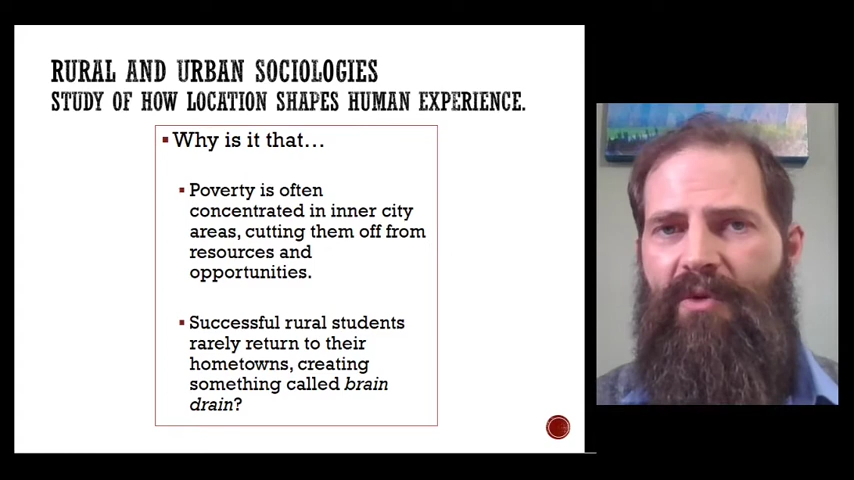 RURAL AND URBAN SOCIOLOGIES
STUDY OF HOW LOCATION SHAPES HUMAN EXPERIENCE.
▪ Why is it that…
▪ Poverty is often
concentrated in inner city
areas, cutting them off from
resources and
opportunities.
▪ Successful rural students
rarely return to their
hometowns, creating
something called brain
drain?